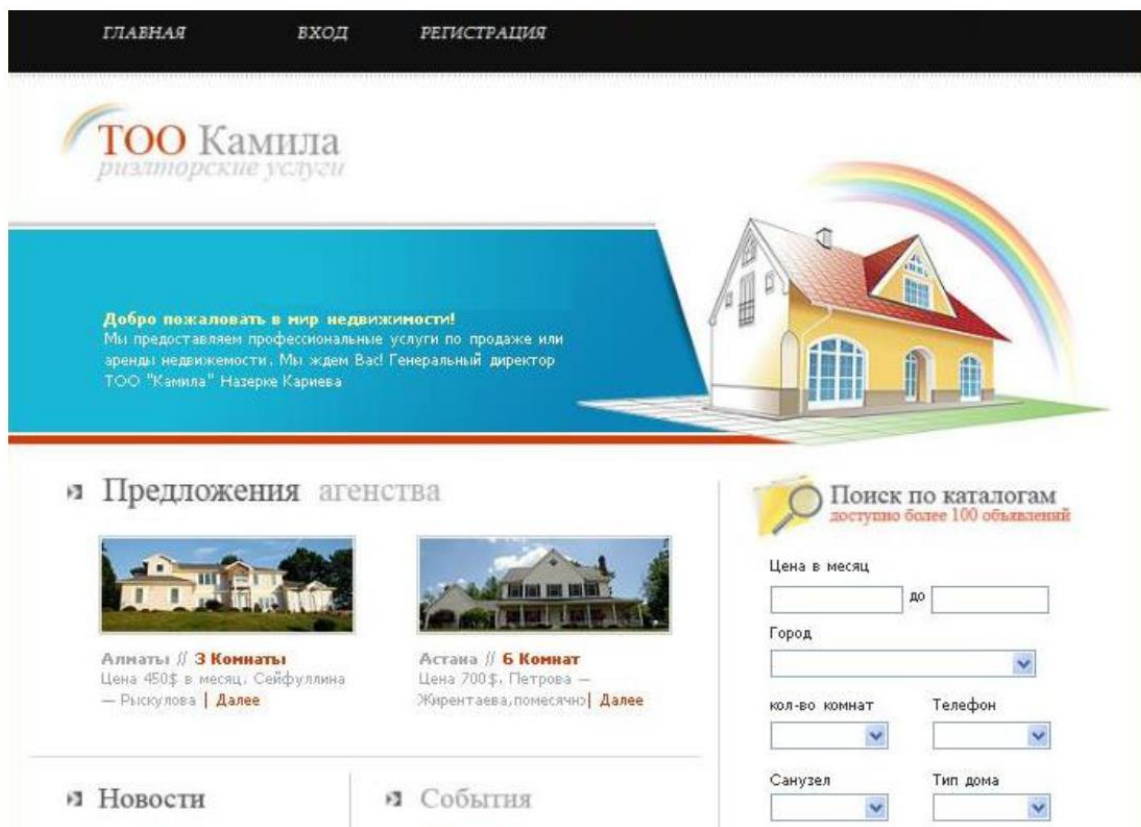 ГЛАВНАЯ ВХОД РЕГИСТРАЦИЯ
ТОО Камила
риэлторские услуги
Добро пожаловать в мир недвижимости!
Мы предоставляем профессиональные услуги по продаже или
аренды недвижемости. Мы ждем Вас! Генеральный директор
ТОО "Камила" Назерке Кариева
Предложения агенства
Алматы // 3 Комнаты
Цена 450$ в месяц. Сейфуллина
— Рыскулова | Далее
Астана // 6 Комнат
Цена 700$. Петрова —
Жирентаева,помесячно| Далее
Поиск по каталогам
доступно более 100 объявлений
Цена в месяц
до
Город
кол-во комнат Телефон
Санузел Тип дома
Новости
События